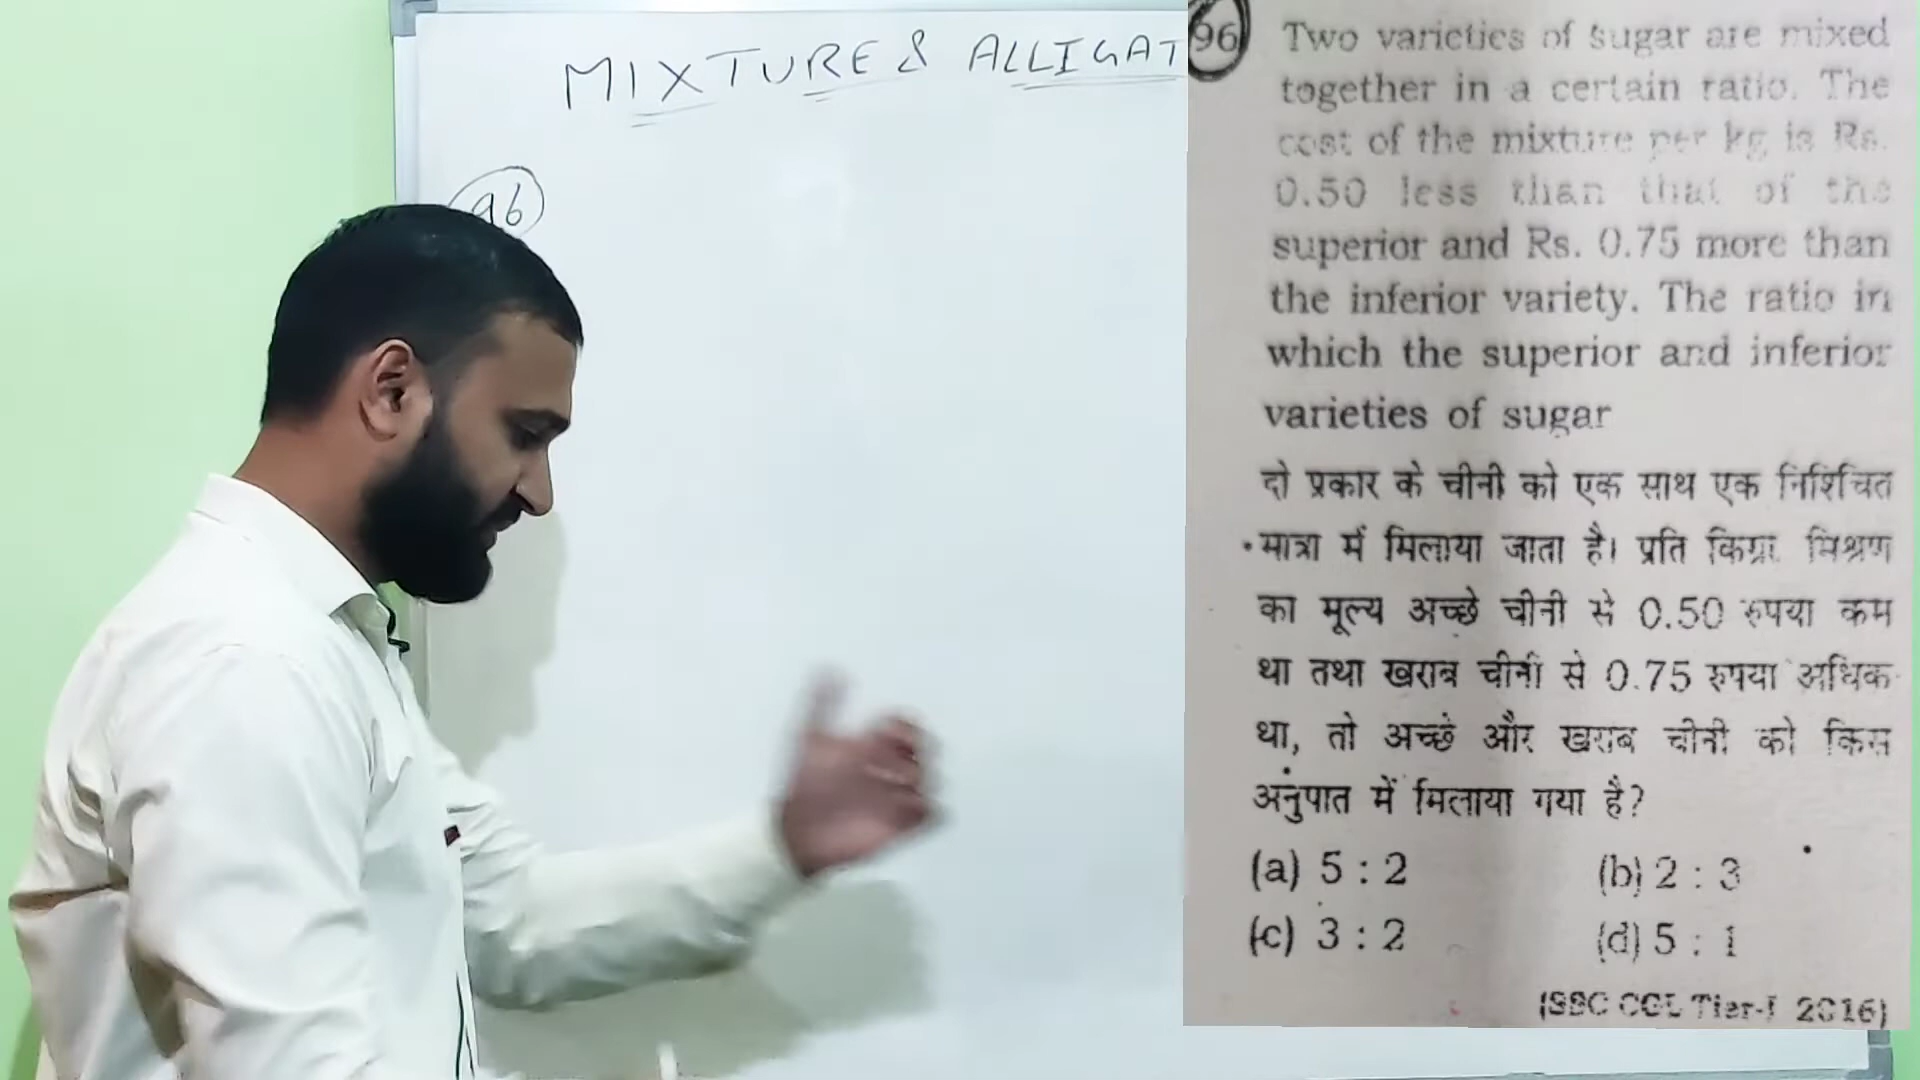 MIXTURE & ALLIGAT
96
96 Two varieties of sugar are mixed
together in a certain ratio. The
cost of the mixture per kg is Rs.
0.50 less than that of the
superior and Rs. 0.75 more than
the inferior variety. The ratio in
which the superior and inferior
varieties of sugar
दो प्रकार के चीनी को एक साथ एक निश्चित
मात्रा में मिलाया जाता है। प्रति किग्रा. मिश्रण
का मूल्य अच्छे चीनी से 0.50 रुपया कम
था तथा खराब चीनी से 0.75 रुपया अधिक
था, तो अच्छे और खराब चीनी को किस
अनुपात में मिलाया गया है?
(a) 5 : 2 (b) 2 : 3
(c) 3 : 2 (d) 5 : 1
(SSC CGL Tier-I 2016)